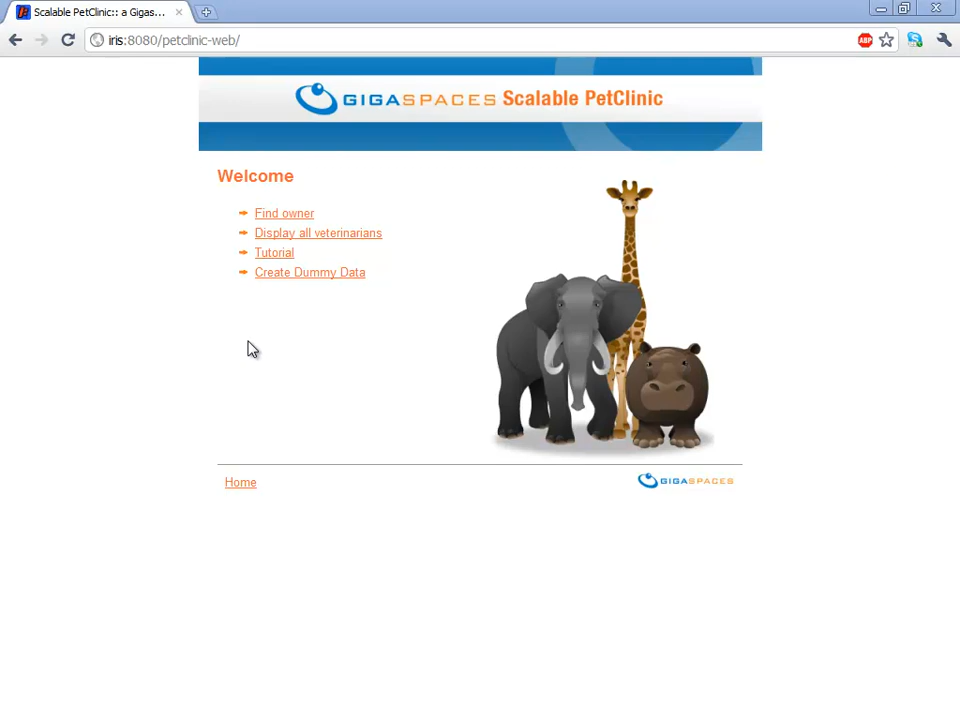 Scalable PetClinic:: a Gigas...
iris:8080/petclinic-web/
ABP
GIGASPACES Scalable PetClinic
Welcome
Find owner
Display all veterinarians
Tutorial
Create Dummy Data
Home
GIGASPACES